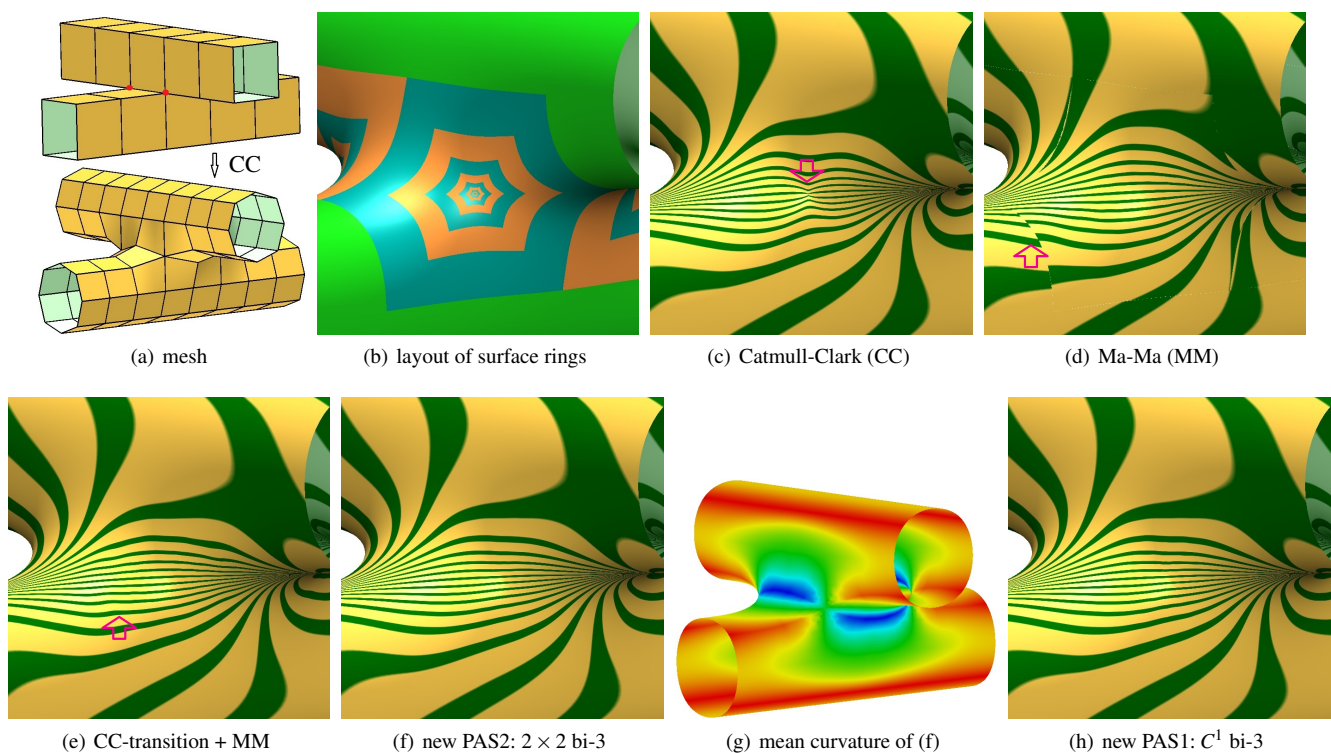 CC
(a) mesh
(b) layout of surface rings
(c) Catmull-Clark (CC)
(d) Ma-Ma (MM)
(e) CC-transition + MM
(f) new PAS2: 2 × 2 bi-3
(g) mean curvature of (f)
(h) new PAS1: C¹ bi-3